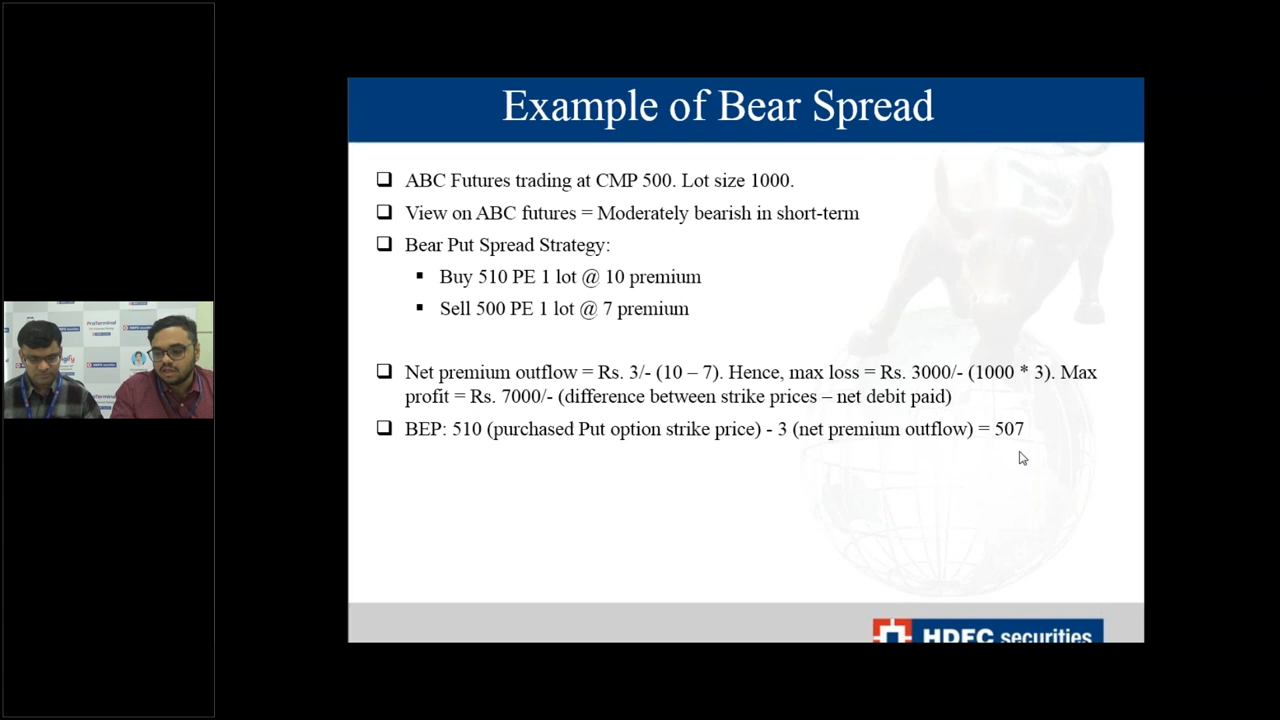 Example of Bear Spread
❑ ABC Futures trading at CMP 500. Lot size 1000.
❑ View on ABC futures = Moderately bearish in short-term
❑ Bear Put Spread Strategy:
▪ Buy 510 PE 1 lot @ 10 premium
▪ Sell 500 PE 1 lot @ 7 premium
❑ Net premium outflow = Rs. 3/- (10 – 7). Hence, max loss = Rs. 3000/- (1000 * 3). Max
profit = Rs. 7000/- (difference between strike prices – net debit paid)
❑ BEP: 510 (purchased Put option strike price) - 3 (net premium outflow) = 507
HDFC securities
ProTerminal